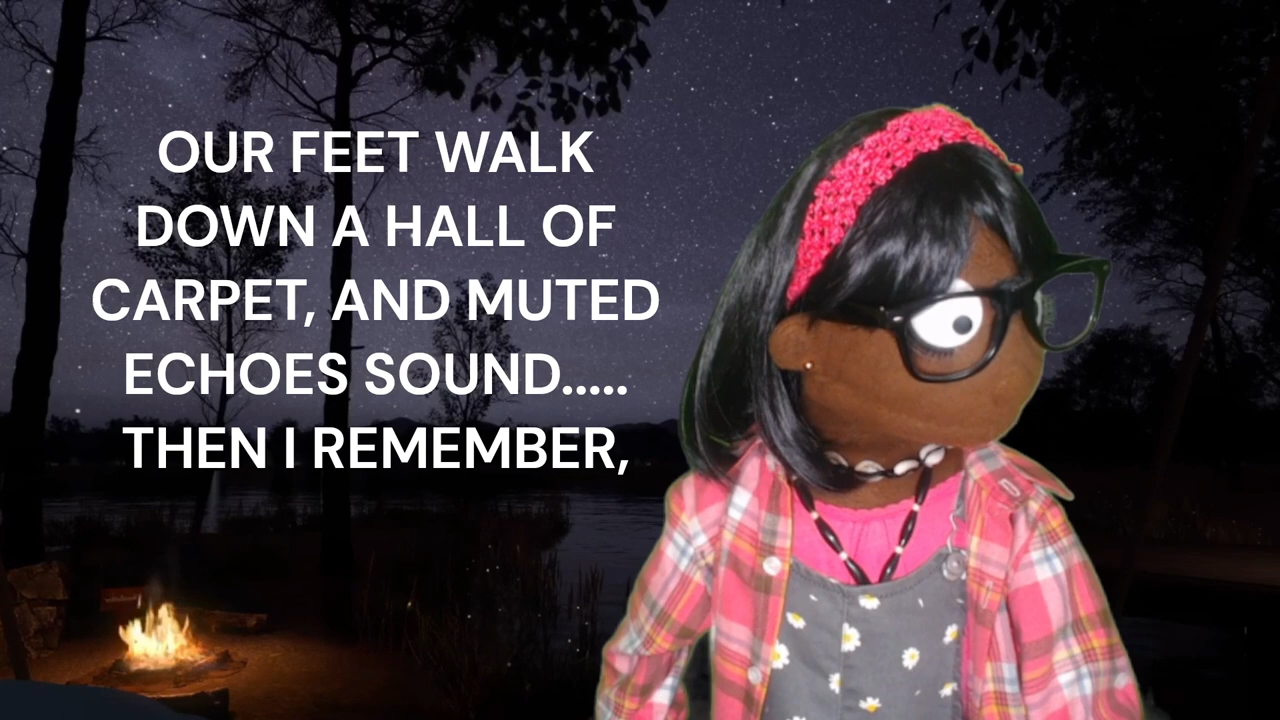 OUR FEET WALK
DOWN A HALL OF
CARPET, AND MUTED
ECHOES SOUND.....
THEN I REMEMBER,